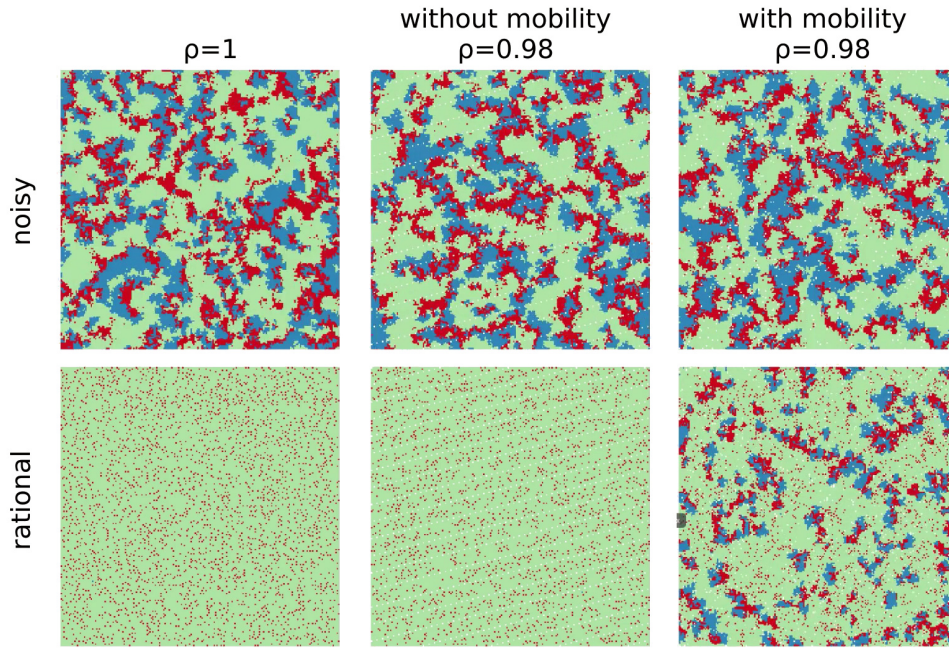 without mobility
with mobility
ρ=1
ρ=0.98
ρ=0.98
noisy
rational